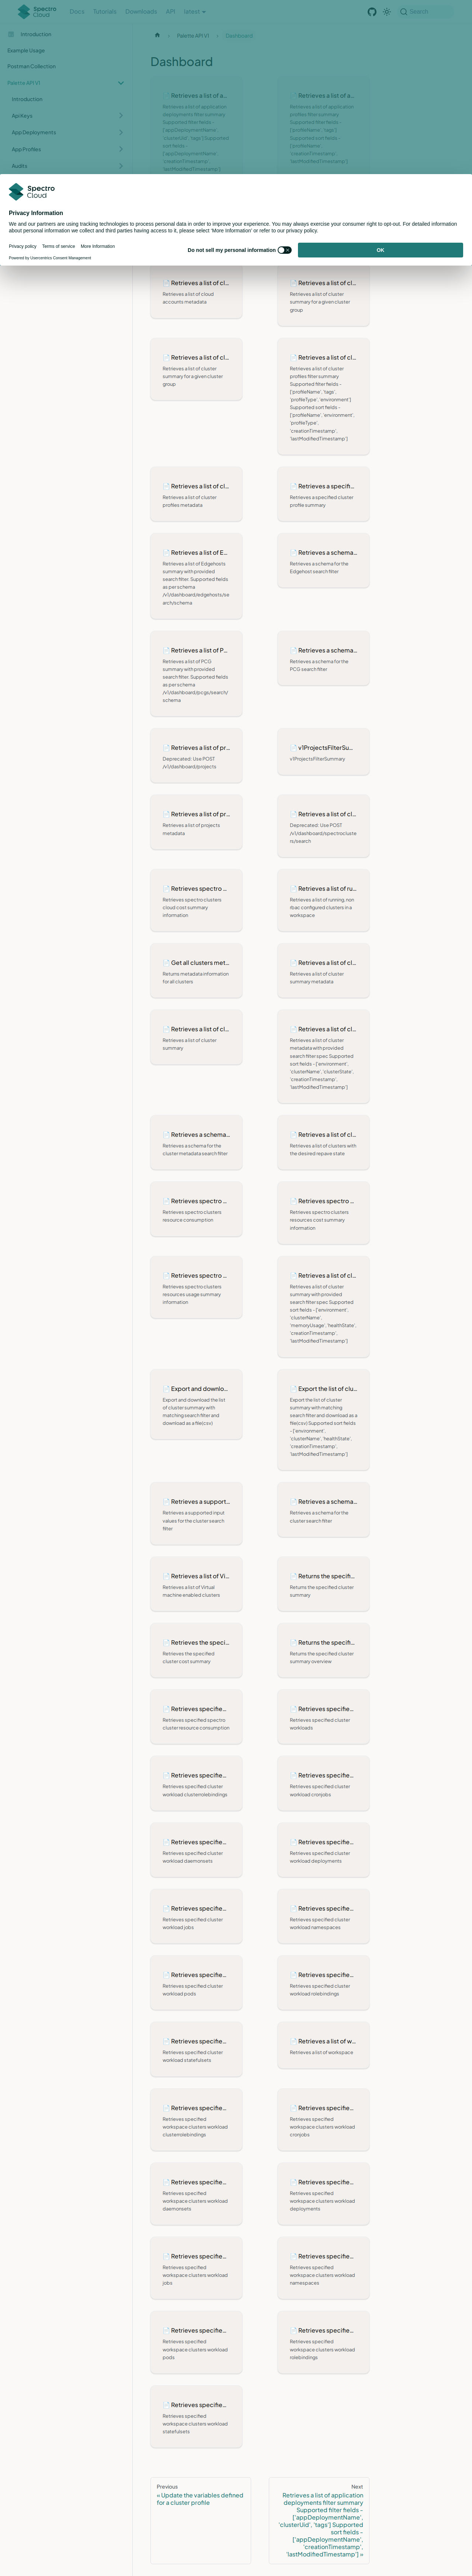 Spectro Cloud
Docs
Tutorials
Downloads
API
latest
Search
Introduction
Example Usage
Postman Collection
Palette API V1
Introduction
Api Keys
App Deployments
App Profiles
Audits
Palette API V1
Dashboard
Dashboard
📄️ Retrieves a list of a...
Retrieves a list of application
deployments filter summary
Supported filter fields -
['appDeploymentName',
'clusterUid', 'tags'] Supported
sort fields -
['appDeploymentName',
'creationTimestamp',
'lastModifiedTimestamp']
📄️ Retrieves a list of a...
Retrieves a list of application
profiles filter summary
Supported filter fields -
['profileName', 'tags']
Supported sort fields -
['profileName',
'creationTimestamp',
'lastModifiedTimestamp']
Spectro Cloud
Privacy Information
We and our partners are using tracking technologies to process personal data in order to improve your experience. You may always exercise your consumer right to opt-out. For detailed information
about personal information we collect and third parties having access to it, please select 'More Information' or refer to our privacy policy.
Privacy policy
Terms of service
More Information
Powered by Usercentrics Consent Management
Do not sell my personal information
OK
📄️ Retrieves a list of cl...
Retrieves a list of cloud
accounts metadata
📄️ Retrieves a list of cl...
Retrieves a list of cluster
summary for a given cluster
group
📄️ Retrieves a list of cl...
Retrieves a list of cluster
summary for a given cluster
group
📄️ Retrieves a list of cl...
Retrieves a list of cluster
profiles filter summary
Supported filter fields -
['profileName', 'tags',
'profileType', 'environment']
Supported sort fields -
['profileName', 'environment',
'profileType',
'creationTimestamp',
'lastModifiedTimestamp']
📄️ Retrieves a list of cl...
Retrieves a list of cluster
profiles metadata
📄️ Retrieves a specifi...
Retrieves a specified cluster
profile summary
📄️ Retrieves a list of E...
Retrieves a list of Edgehosts
summary with provided
search filter. Supported fields
as per schema
/v1/dashboard/edgehosts/se
arch/schema
📄️ Retrieves a schema...
Retrieves a schema for the
Edgehost search filter
📄️ Retrieves a list of P...
Retrieves a list of PCG
summary with provided
search filter. Supported fields
as per schema
/v1/dashboard/pcgs/search/
schema
📄️ Retrieves a schema...
Retrieves a schema for the
PCG search filter
📄️ Retrieves a list of pr...
Deprecated: Use POST
/v1/dashboard/projects
📄️ v1ProjectsFilterSu...
v1ProjectsFilterSummary
📄️ Retrieves a list of pr...
Retrieves a list of projects
metadata
📄️ Retrieves a list of cl...
Deprecated: Use POST
/v1/dashboard/spectrocluste
rs/search
📄️ Retrieves spectro ...
Retrieves spectro clusters
cloud cost summary
information
📄️ Retrieves a list of ru...
Retrieves a list of running, non
rbac configured clusters in a
workspace
📄️ Get all clusters met...
Returns metadata information
for all clusters
📄️ Retrieves a list of cl...
Retrieves a list of cluster
summary metadata
📄️ Retrieves a list of cl...
Retrieves a list of cluster
summary
📄️ Retrieves a list of cl...
Retrieves a list of cluster
metadata with provided
search filter spec Supported
sort fields - ['environment',
'clusterName', 'clusterState',
'creationTimestamp',
'lastModifiedTimestamp']
📄️ Retrieves a schema...
Retrieves a schema for the
cluster metadata search filter
📄️ Retrieves a list of cl...
Retrieves a list of clusters with
the desired repave state
📄️ Retrieves spectro ...
Retrieves spectro clusters
resource consumption
📄️ Retrieves spectro ...
Retrieves spectro clusters
resources cost summary
information
📄️ Retrieves spectro ...
Retrieves spectro clusters
resources usage summary
information
📄️ Retrieves a list of cl...
Retrieves a list of cluster
summary with provided
search filter spec Supported
sort fields - ['environment',
'clusterName',
'memoryUsage', 'healthState',
'creationTimestamp',
'lastModifiedTimestamp']
📄️ Export and downlo...
Export and download the list
of cluster summary with
matching search filter and
download as a file(csv)
📄️ Export the list of clu...
Export the list of cluster
summary with matching
search filter and download as a
file(csv) Supported sort fields
- ['environment',
'clusterName', 'healthState',
'creationTimestamp',
'lastModifiedTimestamp']
📄️ Retrieves a support...
Retrieves a supported input
values for the cluster search
filter
📄️ Retrieves a schema...
Retrieves a schema for the
cluster search filter
📄️ Retrieves a list of Vi...
Retrieves a list of Virtual
machine enabled clusters
📄️ Returns the specifi...
Returns the specified cluster
summary
📄️ Retrieves the speci...
Retrieves the specified
cluster cost summary
📄️ Returns the specifi...
Returns the specified cluster
summary overview
📄️ Retrieves specifie...
Retrieves specified spectro
cluster resource consumption
📄️ Retrieves specifie...
Retrieves specified cluster
workloads
📄️ Retrieves specifie...
Retrieves specified cluster
workload clusterrolebindings
📄️ Retrieves specifie...
Retrieves specified cluster
workload cronjobs
📄️ Retrieves specifie...
Retrieves specified cluster
workload daemonsets
📄️ Retrieves specifie...
Retrieves specified cluster
workload deployments
📄️ Retrieves specifie...
Retrieves specified cluster
workload jobs
📄️ Retrieves specifie...
Retrieves specified cluster
workload namespaces
📄️ Retrieves specifie...
Retrieves specified cluster
workload pods
📄️ Retrieves specifie...
Retrieves specified cluster
workload rolebindings
📄️ Retrieves specifie...
Retrieves specified cluster
workload statefulsets
📄️ Retrieves a list of w...
Retrieves a list of workspace
📄️ Retrieves specifie...
Retrieves specified
workspace clusters workload
clusterrolebindings
📄️ Retrieves specifie...
Retrieves specified
workspace clusters workload
cronjobs
📄️ Retrieves specifie...
Retrieves specified
workspace clusters workload
daemonsets
📄️ Retrieves specifie...
Retrieves specified
workspace clusters workload
deployments
📄️ Retrieves specifie...
Retrieves specified
workspace clusters workload
jobs
📄️ Retrieves specifie...
Retrieves specified
workspace clusters workload
namespaces
📄️ Retrieves specifie...
Retrieves specified
workspace clusters workload
pods
📄️ Retrieves specifie...
Retrieves specified
workspace clusters workload
rolebindings
📄️ Retrieves specifie...
Retrieves specified
workspace clusters workload
statefulsets
Previous
« Update the variables defined
for a cluster profile
Next
Retrieves a list of application
deployments filter summary
Supported filter fields -
['appDeploymentName',
'clusterUid', 'tags'] Supported
sort fields -
['appDeploymentName',
'creationTimestamp',
'lastModifiedTimestamp'] »